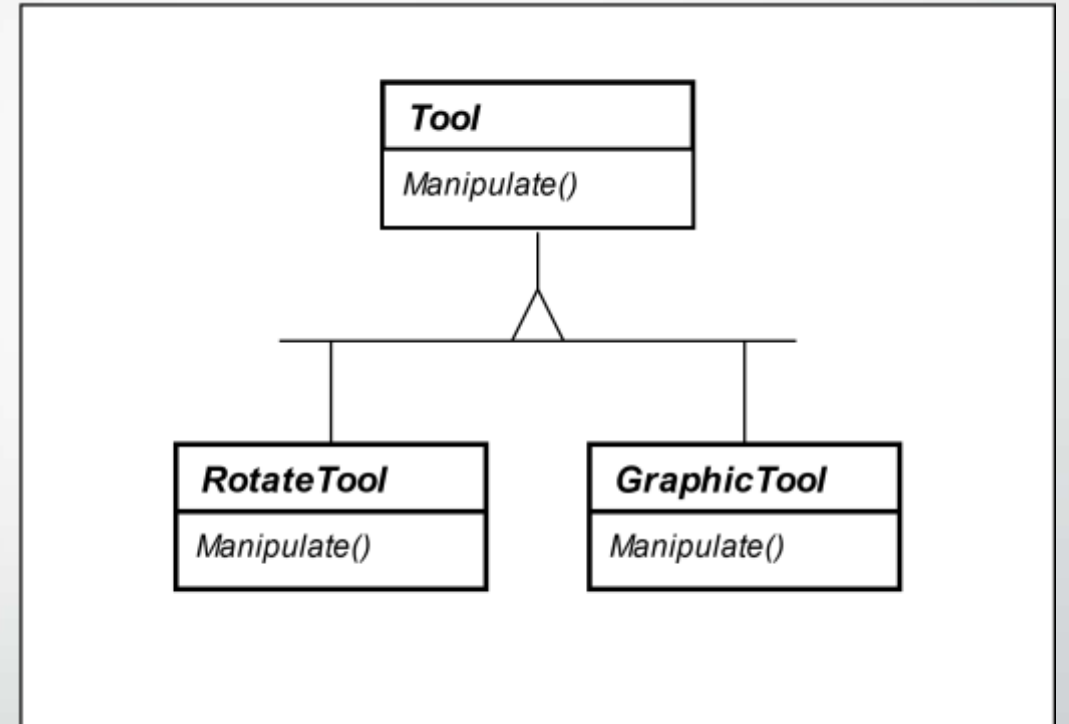 Tool
Manipulate()
RotateTool
Manipulate()
GraphicTool
Manipulate()